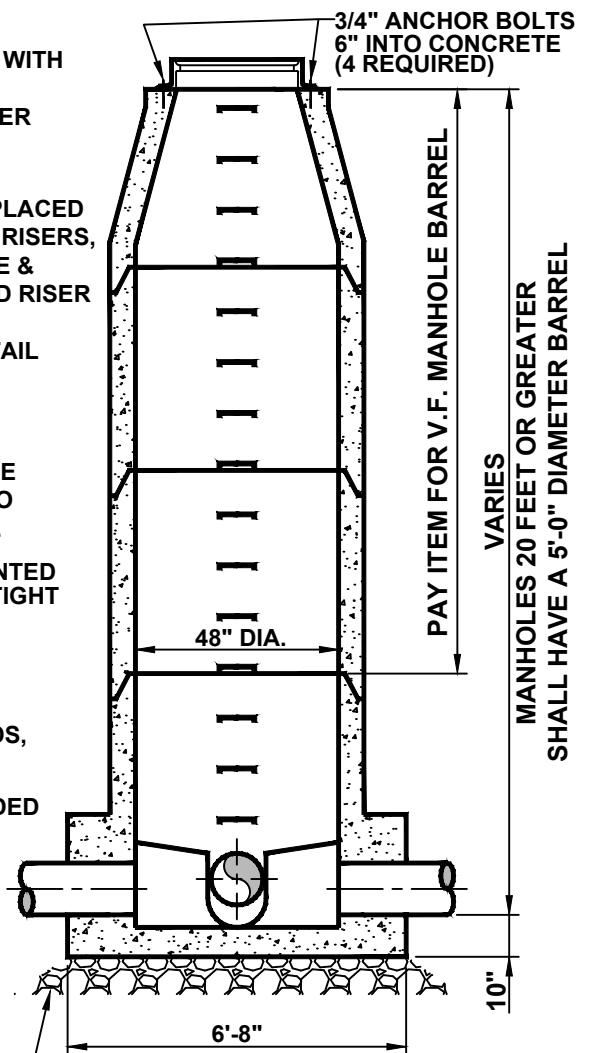 3/4" ANCHOR BOLTS
6" INTO CONCRETE
(4 REQUIRED)
WITH
ER
PLACED
RISERS,
E &
D RISER
TAIL
E
O
NTED
TIGHT
DS,
DED
PAY ITEM FOR V.F. MANHOLE BARREL
VARIES
MANHOLES 20 FEET OR GREATER
SHALL HAVE A 5'-0" DIAMETER BARREL
48" DIA.
10"
6'-8"